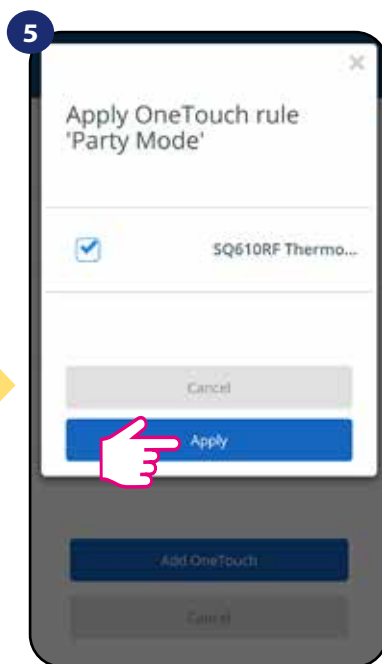 5
×
Apply OneTouch rule
'Party Mode'
SQ610RF Thermo...
Cancel
Apply
Add OneTouch
Cancel